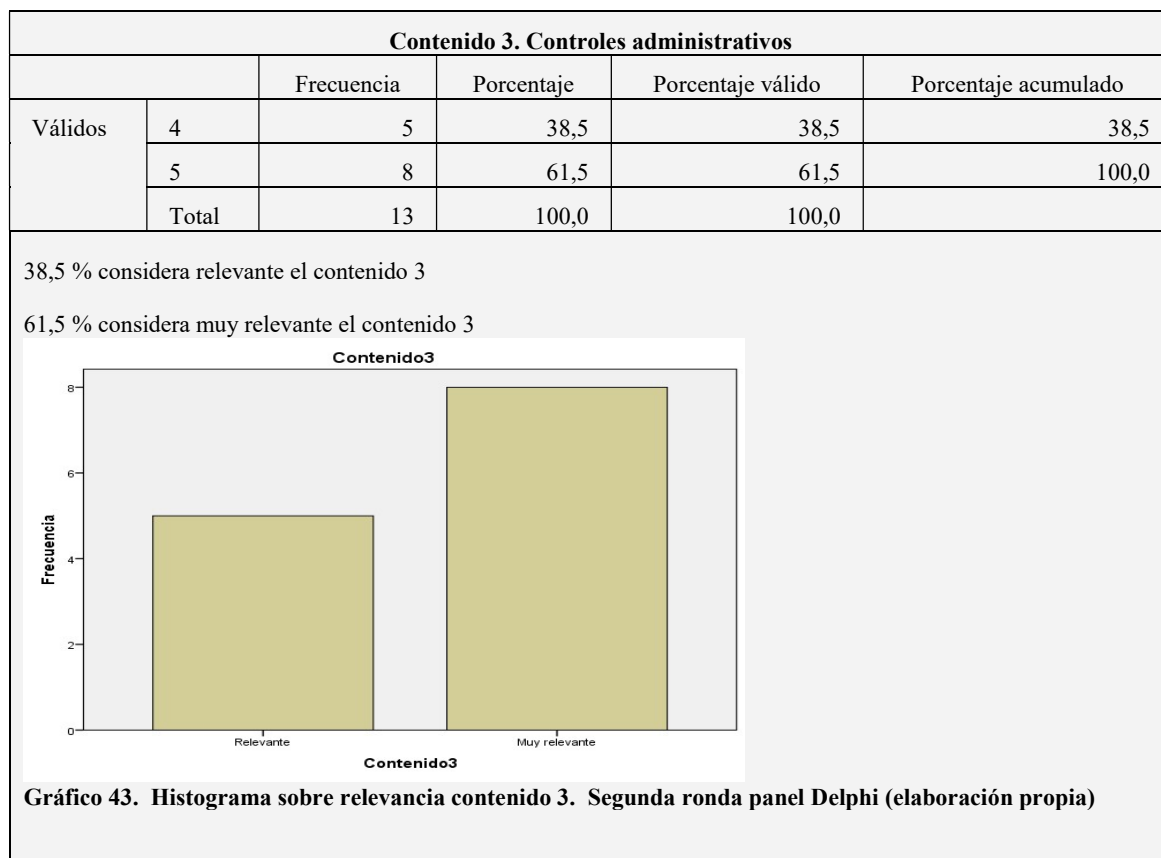 Contenido 3. Controles administrativos
Frecuencia Porcentaje Porcentaje válido Porcentaje acumulado
Válidos 4 5 38,5 38,5 38,5
5 8 61,5 61,5 100,0
Total 13 100,0 100,0
38,5 % considera relevante el contenido 3
61,5 % considera muy relevante el contenido 3
Contenido3
8
6
Frecuencia
4
2
0
Relevante Muy relevante
Contenido3
Gráfico 43. Histograma sobre relevancia contenido 3. Segunda ronda panel Delphi (elaboración propia)